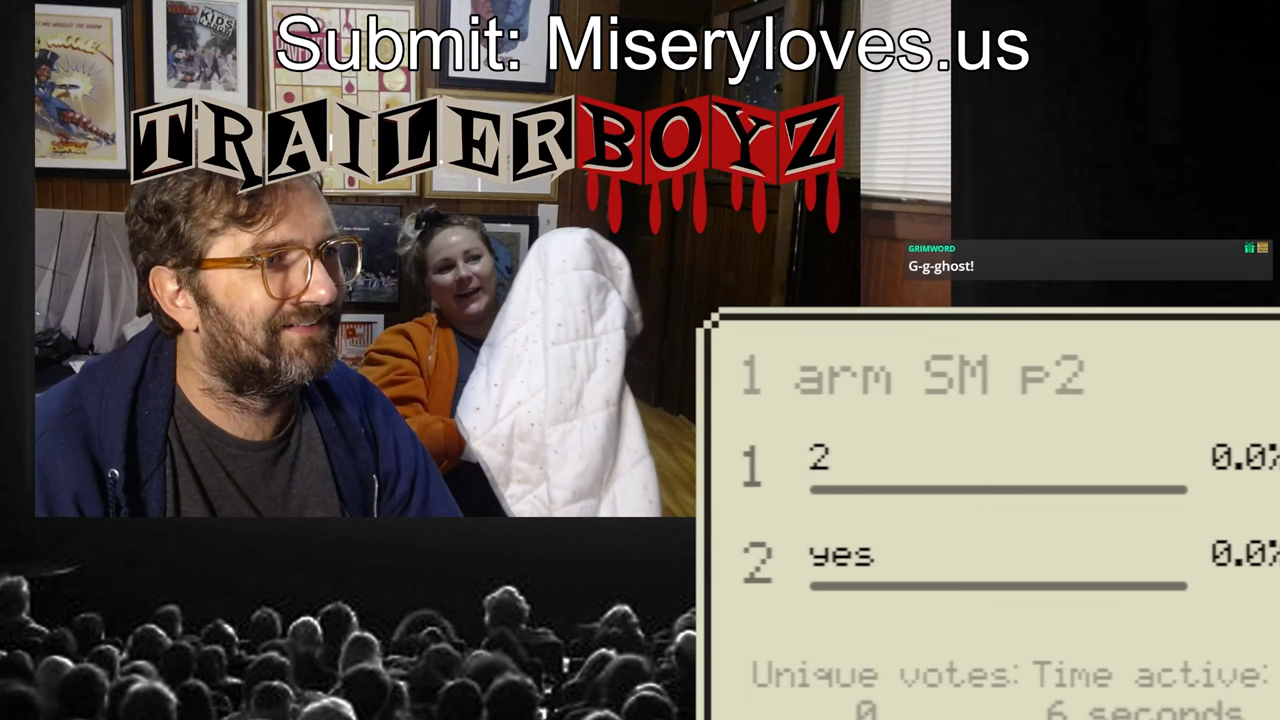 Submit: Miseryloves.us
TRAILERBOYZ
GRIMWORD
G-g-ghost!
1 arm SM p2
1 2 0.0%
2 yes 0.0%
Unique votes: Time active:
0 6 seconds